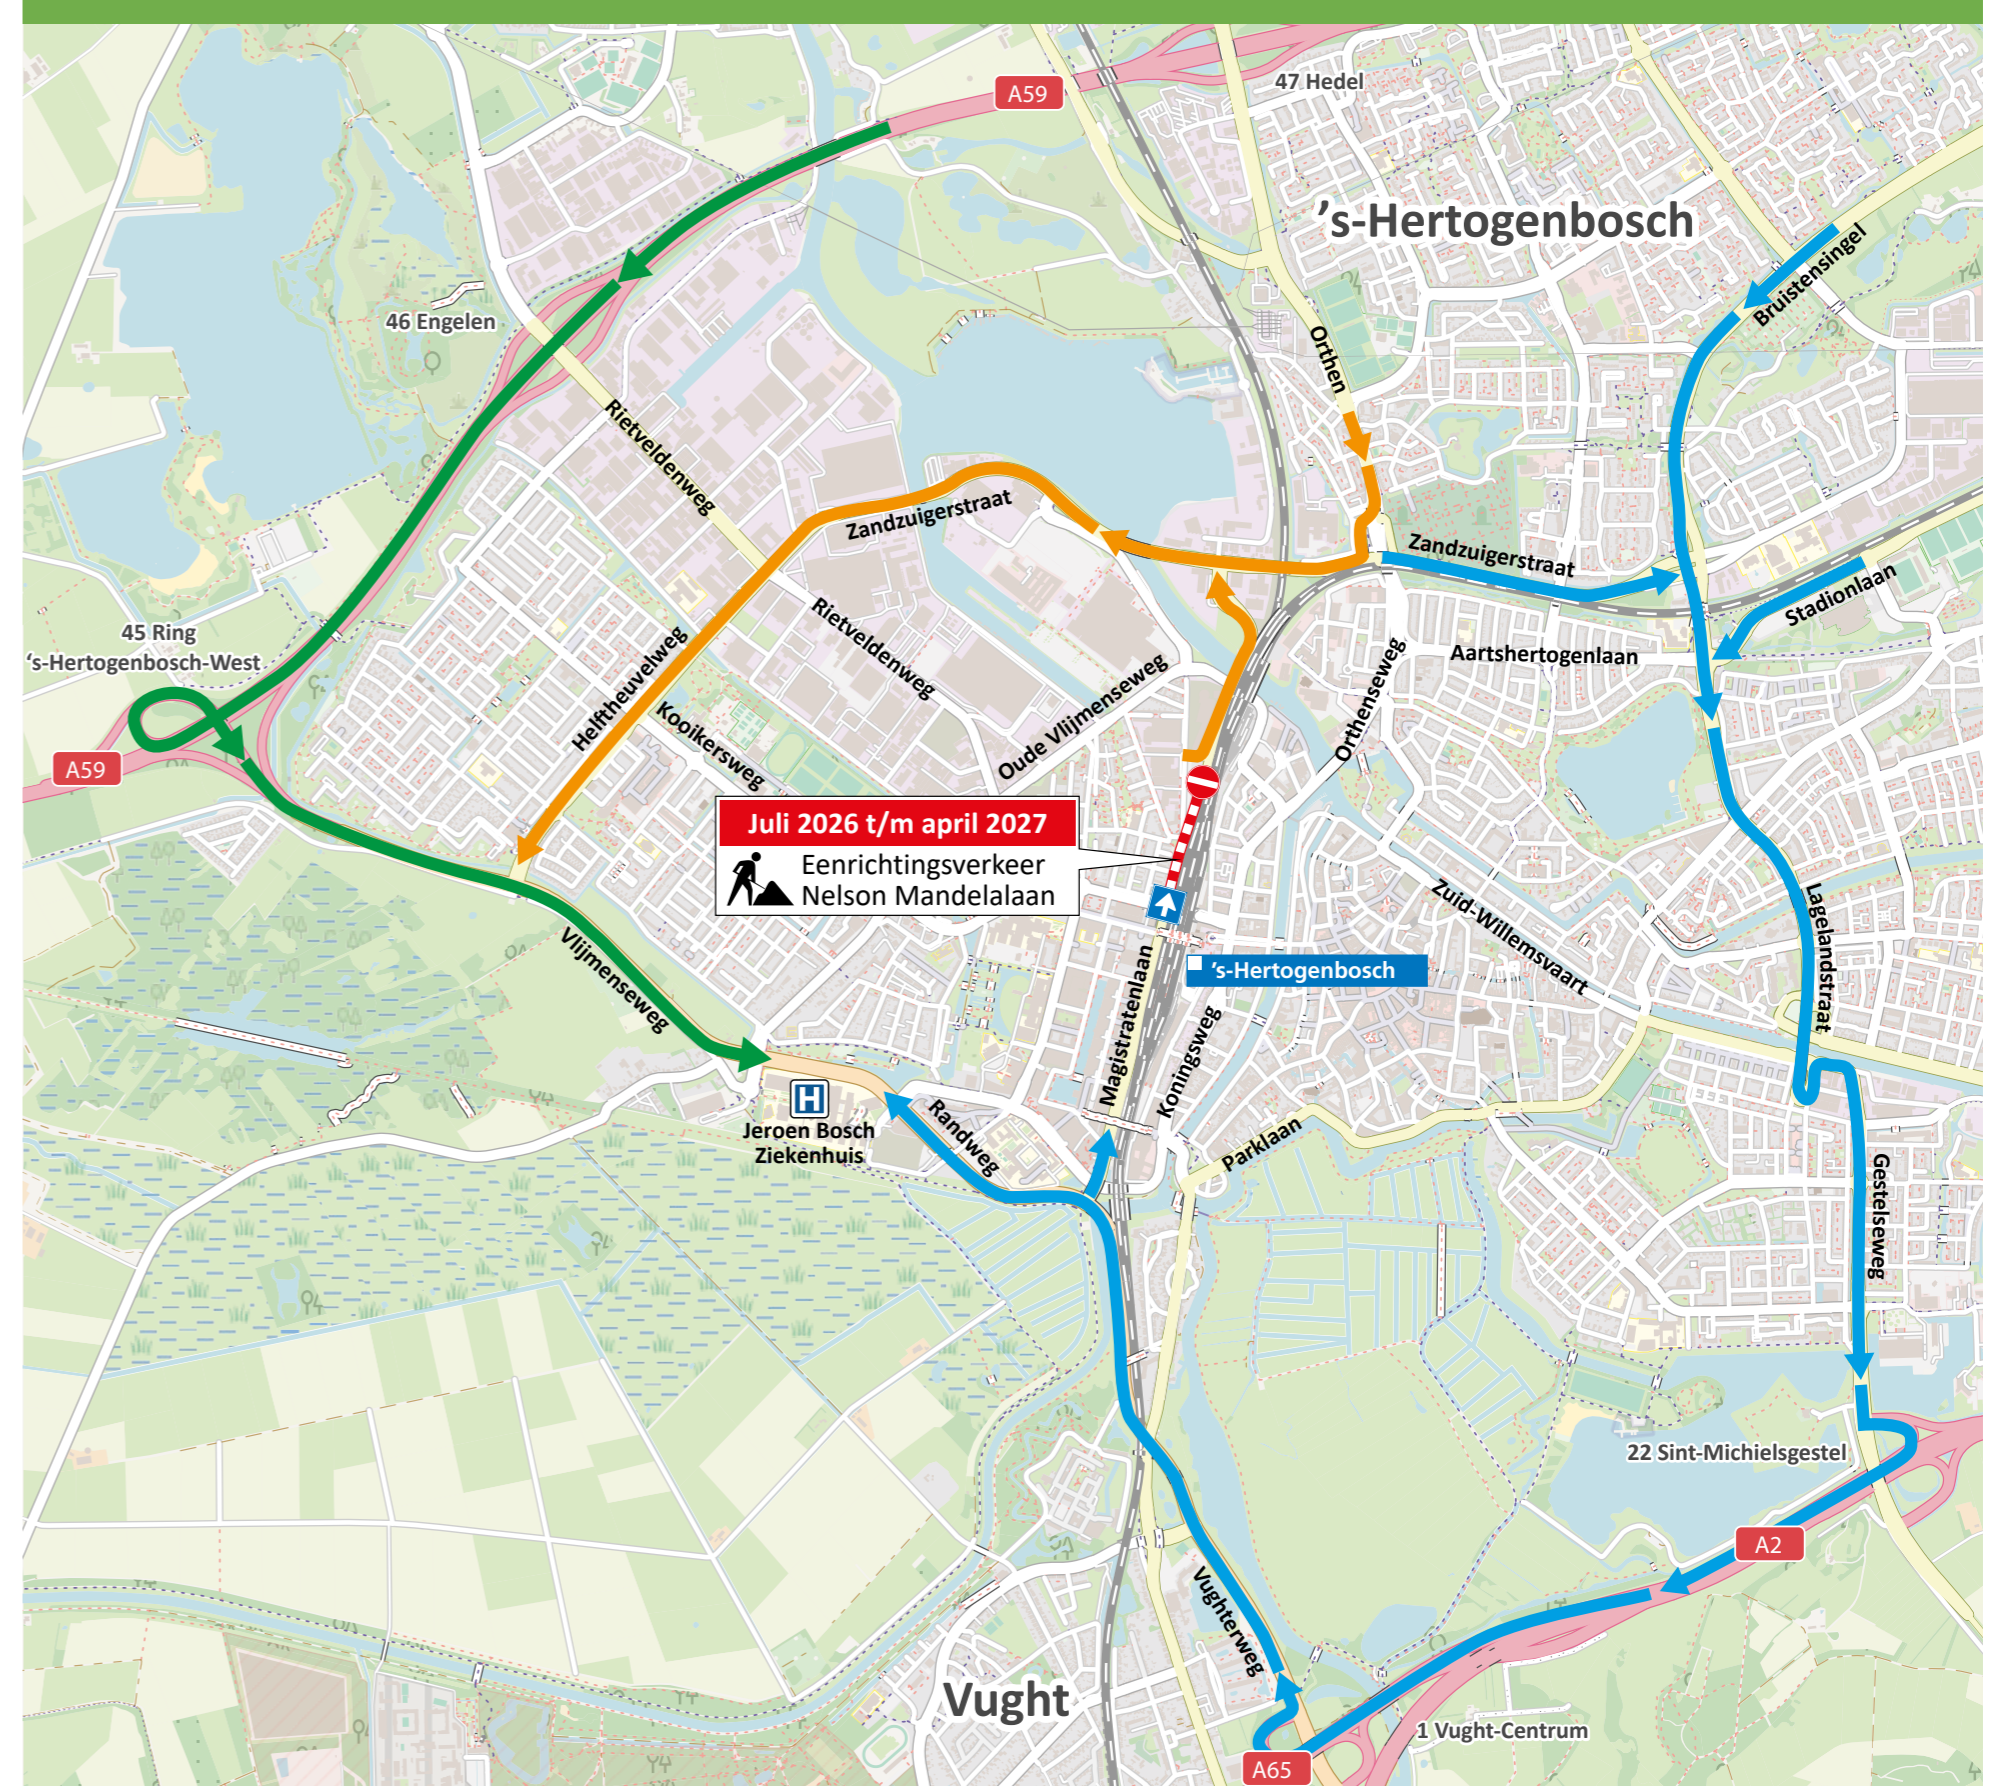 A59
47 Hedel
's-Hertogenbosch
Bruistensingel
46 Engelen
Orthen
Rietveldenweg
Zandzuigerstraat
Zandzuigerstraat
Stadionlaan
45 Ring
's-Hertogenbosch-West
Rietveldenweg
Helftheuvelweg
Aartshertogenlaan
Orthenseweg
Oude Vlijmenseweg
Kooikersweg
A59
Juli 2026 t/m april 2027
Eenrichtingsverkeer
Nelson Mandelalaan
Zuid-Willemsvaart
Lagelandstraat
Vlijmenseweg
's-Hertogenbosch
Magistratenlaan
Koningsweg
H
Jeroen Bosch
Ziekenhuis
Randweg
Parklaan
Gestelseweg
22 Sint-Michielsgestel
A2
Vughterweg
Vught
1 Vught-Centrum
A65